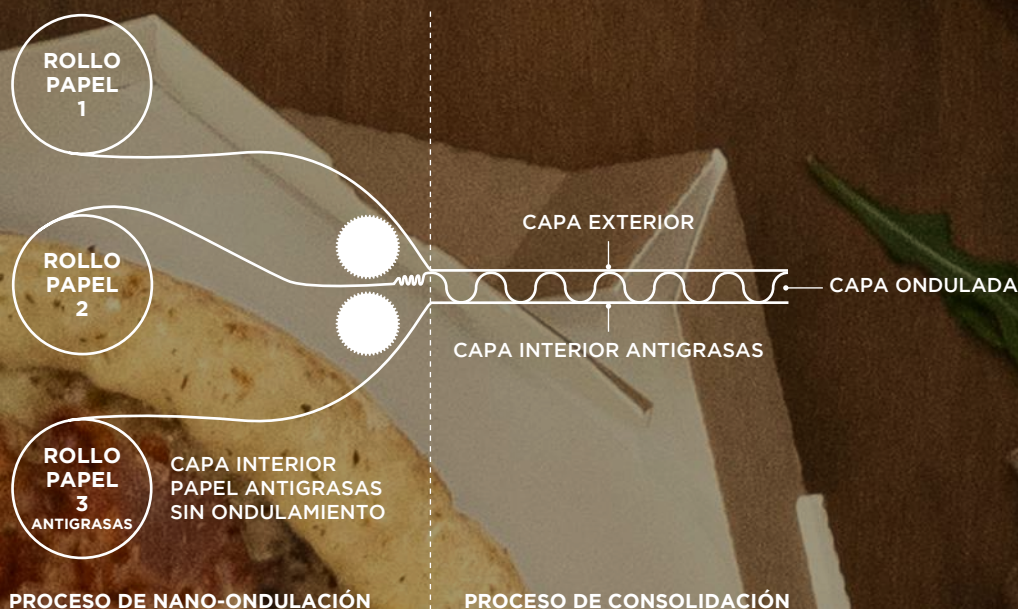 ROLLO
PAPEL
1
ROLLO
PAPEL
2
ROLLO
PAPEL
3
ANTIGRASAS
CAPA INTERIOR
PAPEL ANTIGRASAS
SIN ONDULAMIENTO
PROCESO DE NANO-ONDULACIÓN
CAPA EXTERIOR
CAPA ONDULADA
CAPA INTERIOR ANTIGRASAS
PROCESO DE CONSOLIDACIÓN